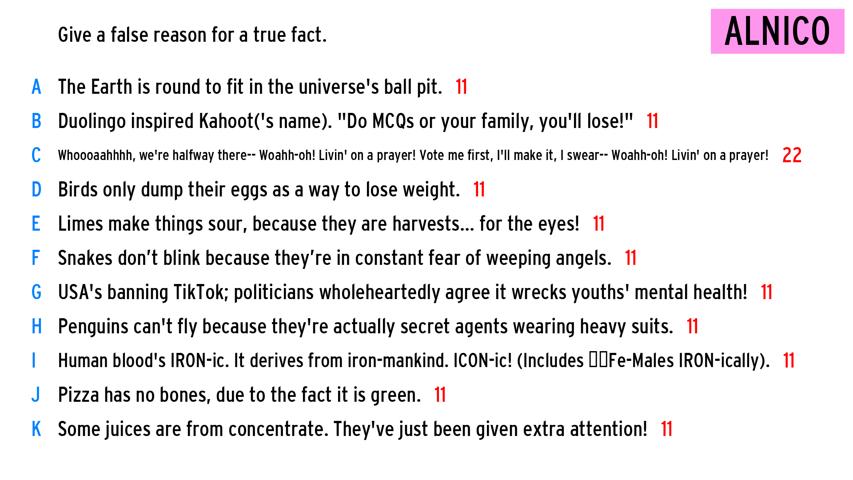 Give a false reason for a true fact.
ALNICO
A The Earth is round to fit in the universe's ball pit. 11
B Duolingo inspired Kahoot('s name). "Do MCQs or your family, you'll lose!" 11
C Whoooaahhhh, we're halfway there-- Woahh-oh! Livin' on a prayer! Vote me first, I'll make it, I swear-- Woahh-oh! Livin' on a prayer! 22
D Birds only dump their eggs as a way to lose weight. 11
E Limes make things sour, because they are harvests... for the eyes! 11
F Snakes don’t blink because they’re in constant fear of weeping angels. 11
G USA's banning TikTok; politicians wholeheartedly agree it wrecks youths' mental health! 11
H Penguins can't fly because they're actually secret agents wearing heavy suits. 11
I Human blood's IRON-ic. It derives from iron-mankind. ICON-ic! (Includes ▯▯Fe-Males IRON-ically). 11
J Pizza has no bones, due to the fact it is green. 11
K Some juices are from concentrate. They've just been given extra attention! 11